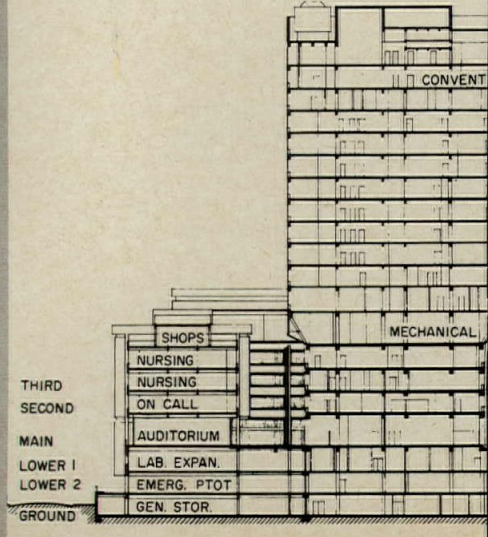 CONVENT
MECHANICAL
SHOPS
NURSING
THIRD NURSING
SECOND ON CALL
MAIN AUDITORIUM
LOWER 1 LAB. EXPAN.
LOWER 2 EMERG. PTOT
GROUND GEN. STOR.